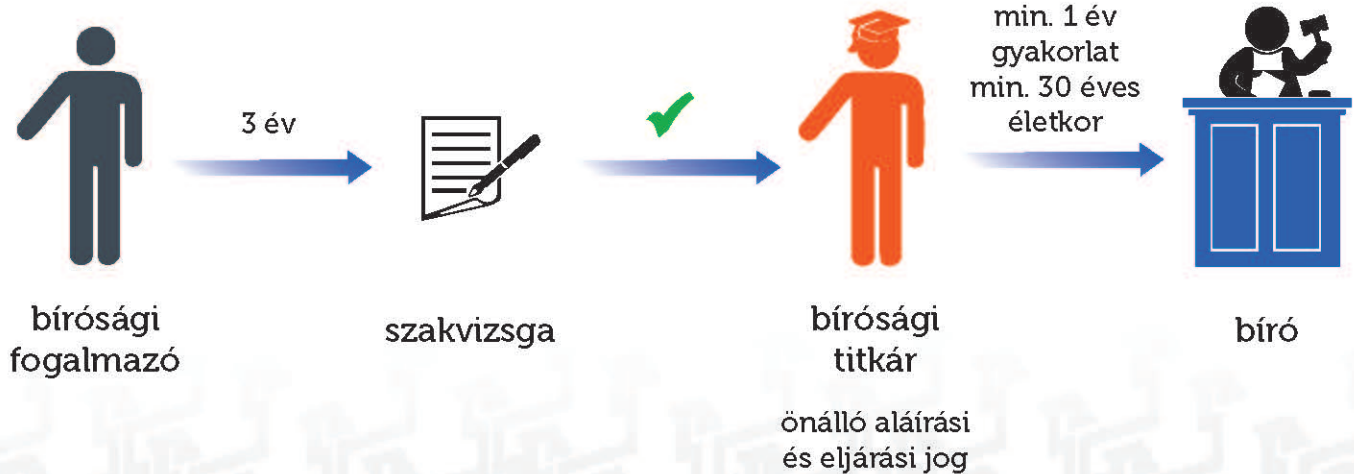 3 év
min. 1 év
gyakorlat
min. 30 éves
életkor
bírósági
fogalmazó
szakvizsga
bírósági
titkár
bíró
önálló aláírási
és eljárási jog